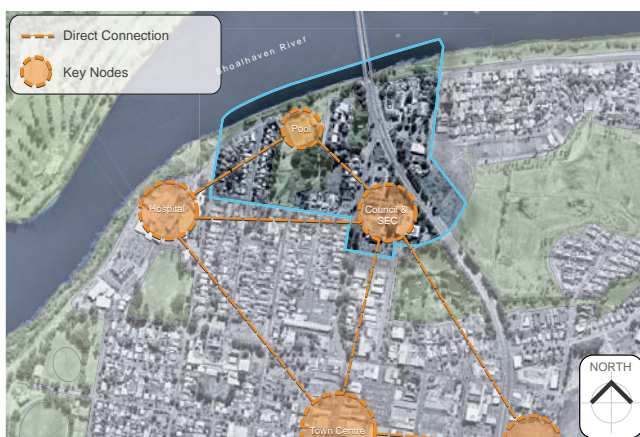 Direct Connection
Key Nodes
Shoalhaven River
Pool
Hospital
Council &
SEC
Town Centre
NORTH